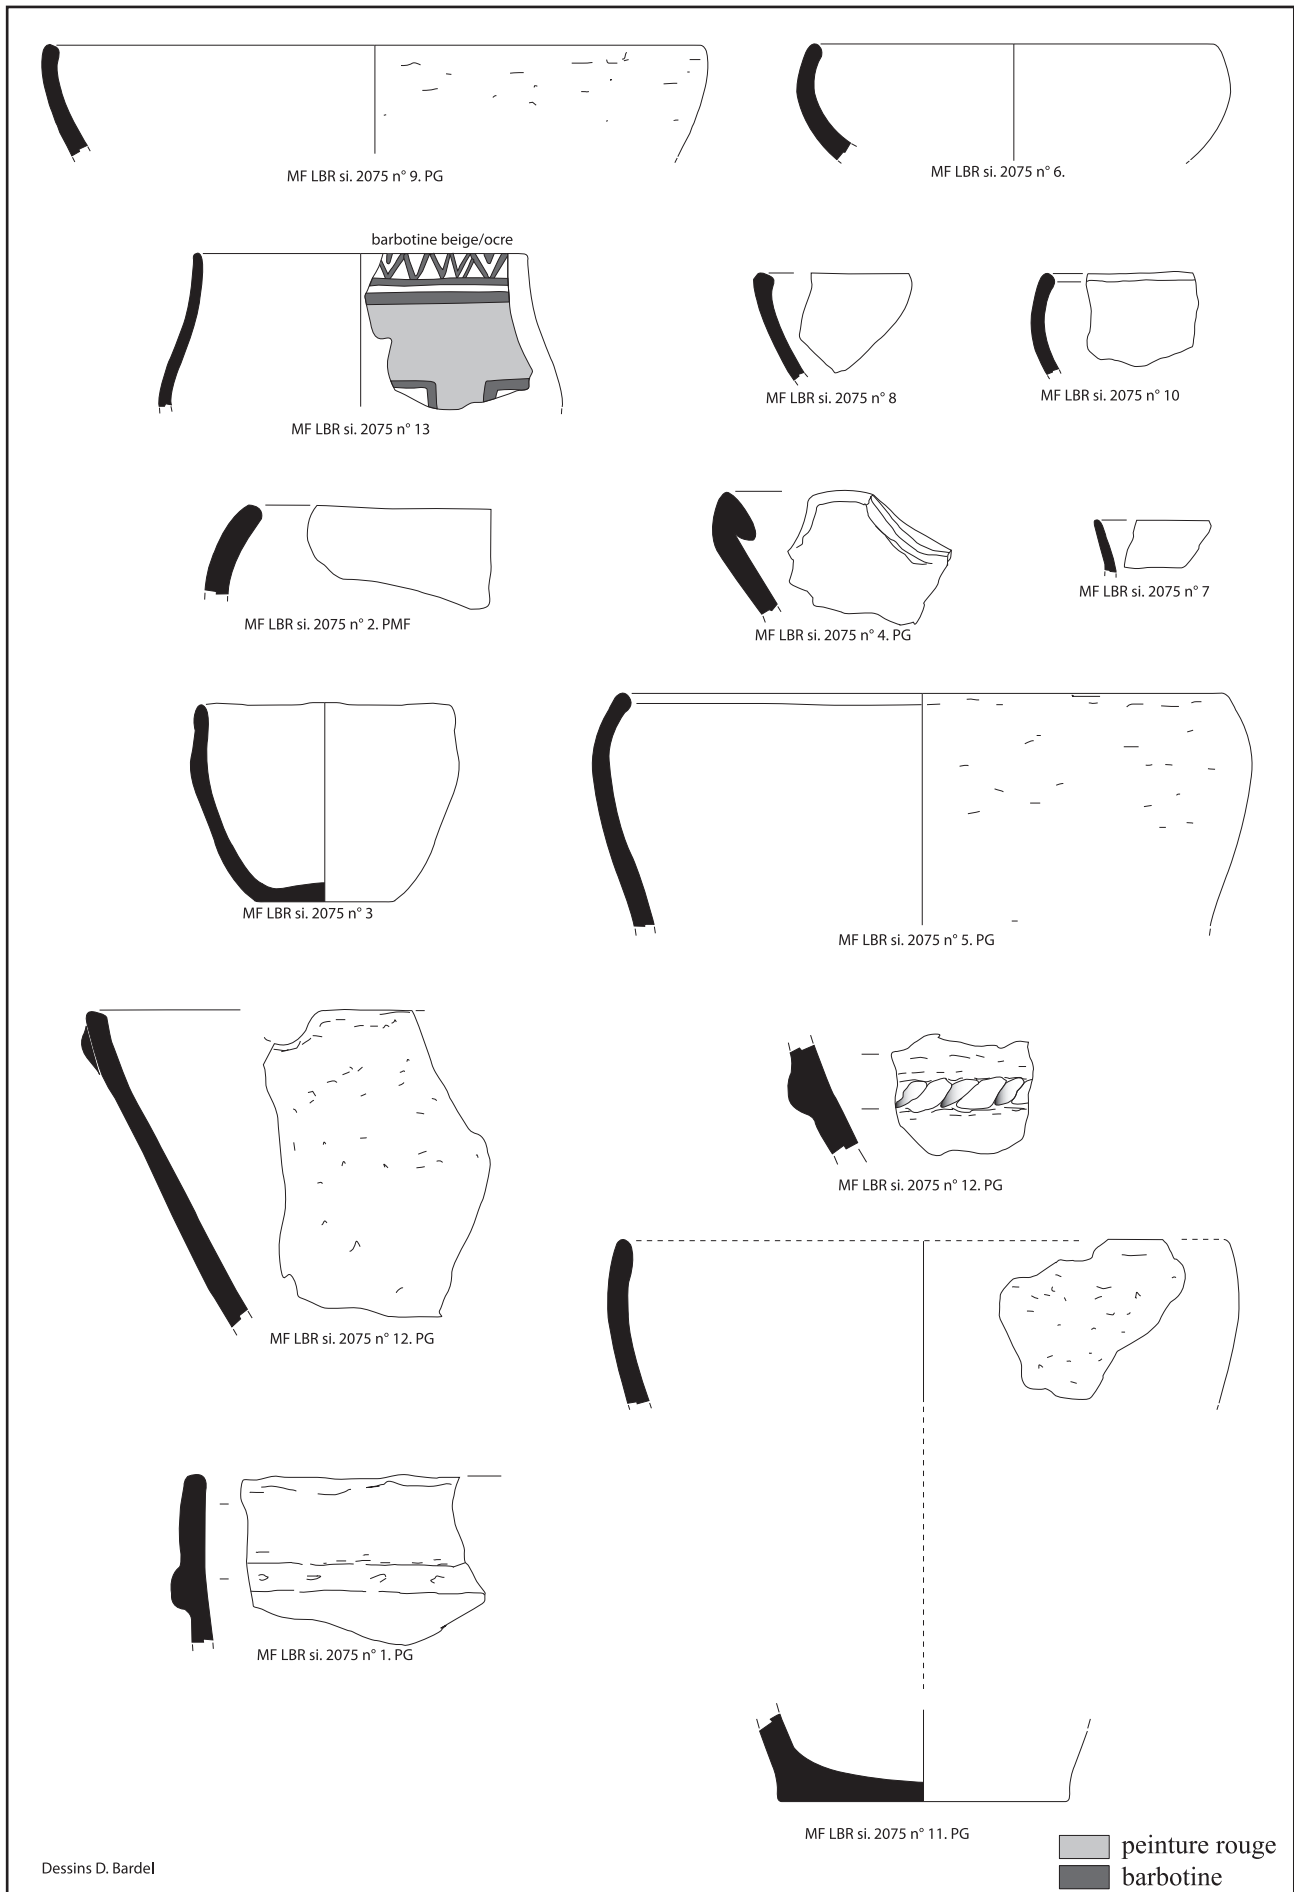 MF LBR si. 2075 n° 9. PG
MF LBR si. 2075 n° 6.
barbotine beige/ocre
MF LBR si. 2075 n° 13
MF LBR si. 2075 n° 8
MF LBR si. 2075 n° 10
MF LBR si. 2075 n° 2. PMF
MF LBR si. 2075 n° 4. PG
MF LBR si. 2075 n° 7
MF LBR si. 2075 n° 3
MF LBR si. 2075 n° 5. PG
MF LBR si. 2075 n° 12. PG
MF LBR si. 2075 n° 12. PG
MF LBR si. 2075 n° 1. PG
MF LBR si. 2075 n° 11. PG
peinture rouge
barbotine
Dessins D. Bardel